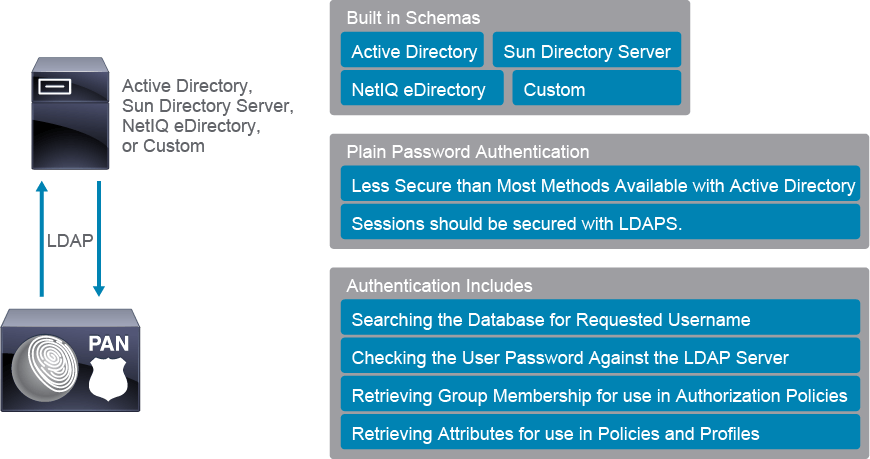 Built in Schemas
Active Directory
Sun Directory Server
NetIQ eDirectory
Custom
Active Directory,
Sun Directory Server,
NetIQ eDirectory,
or Custom
LDAP
PAN
Plain Password Authentication
Less Secure than Most Methods Available with Active Directory
Sessions should be secured with LDAPS.
Authentication Includes
Searching the Database for Requested Username
Checking the User Password Against the LDAP Server
Retrieving Group Membership for use in Authorization Policies
Retrieving Attributes for use in Policies and Profiles